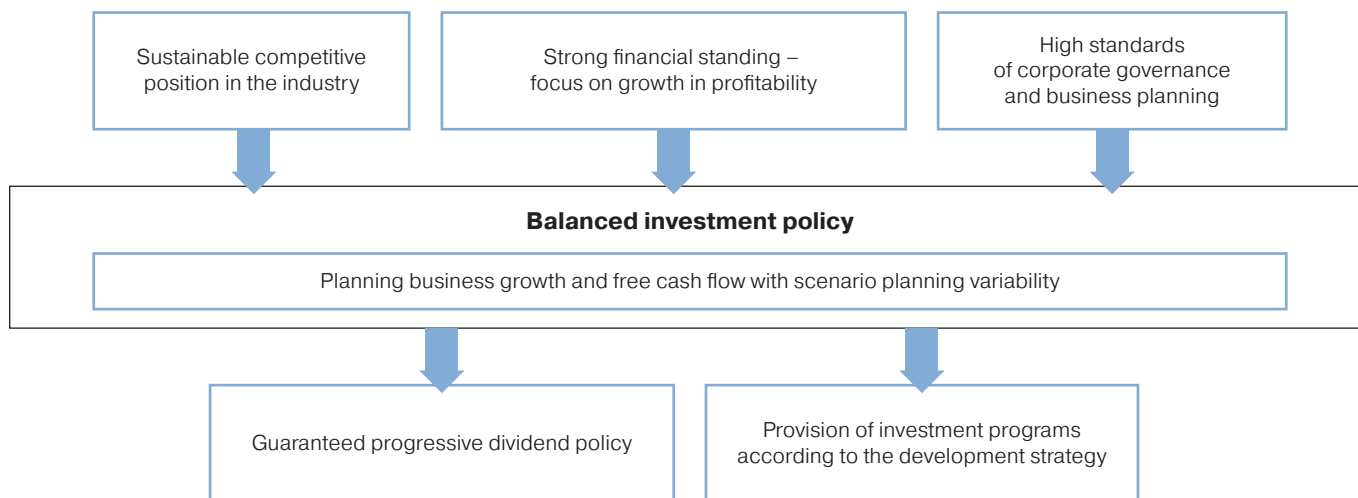 Sustainable competitive
position in the industry
Strong financial standing –
focus on growth in profitability
High standards
of corporate governance
and business planning
Balanced investment policy
Planning business growth and free cash flow with scenario planning variability
Guaranteed progressive dividend policy
Provision of investment programs
according to the development strategy